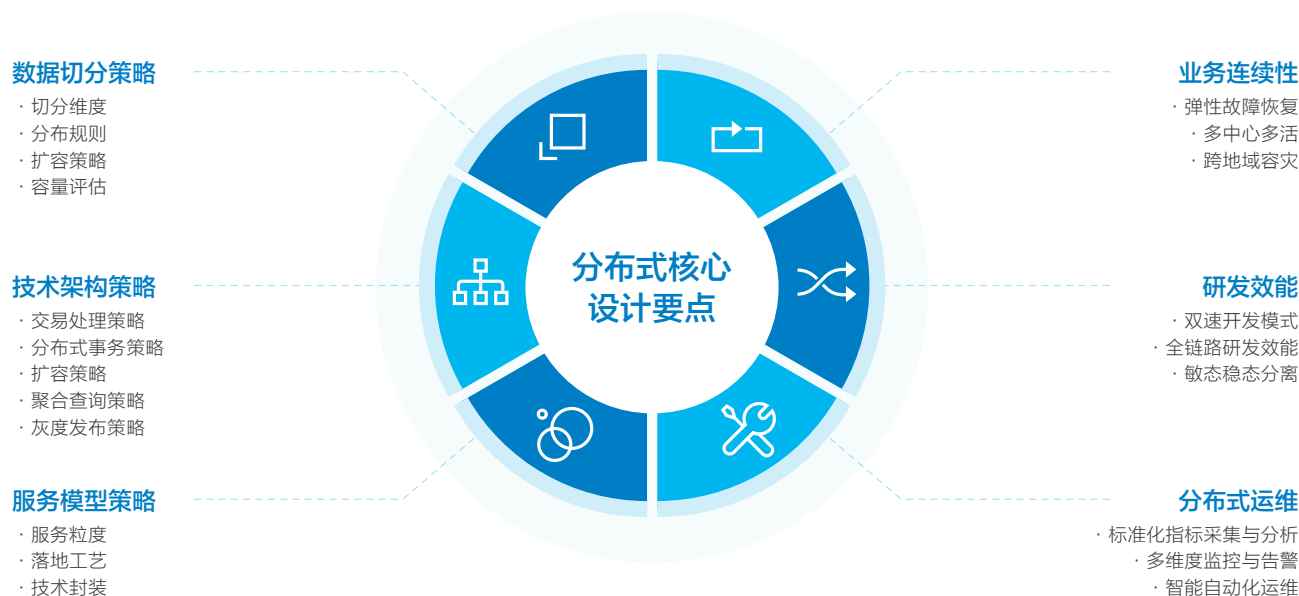 数据切分策略
· 切分维度
· 分布规则
· 扩容策略
· 容量评估
技术架构策略
· 交易处理策略
· 分布式事务策略
· 扩容策略
· 聚合查询策略
· 灰度发布策略
服务模型策略
· 服务粒度
· 落地工艺
· 技术封装
分布式核心
设计要点
业务连续性
· 弹性故障恢复
· 多中心多活
· 跨地域容灾
研发效能
· 双速开发模式
· 全链路研发效能
· 敏态稳态分离
分布式运维
· 标准化指标采集与分析
· 多维度监控与告警
· 智能自动化运维